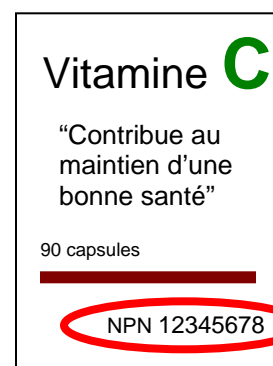 Vitamine C
“Contribue au
maintien d’une
bonne santé”
90 capsules
NPN 12345678